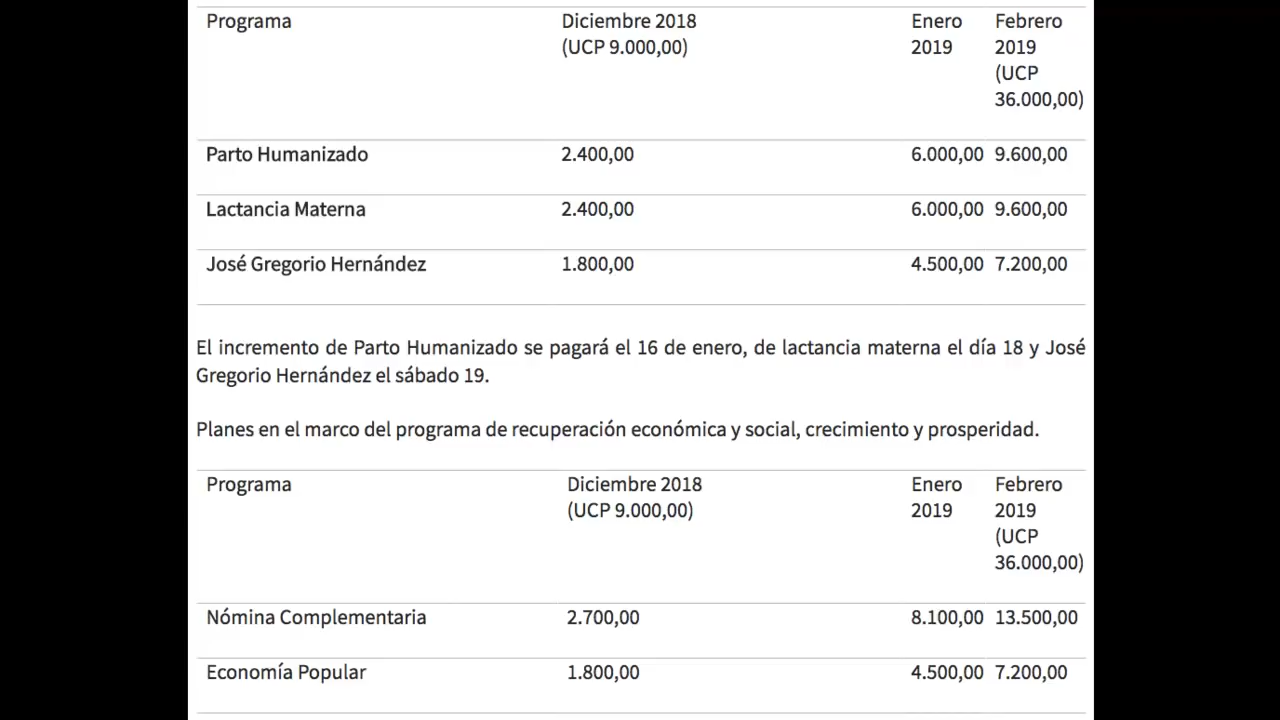 Programa Diciembre 2018 Enero Febrero
(UCP 9.000,00) 2019 2019
(UCP
36.000,00)
Parto Humanizado 2.400,00 6.000,00 9.600,00
Lactancia Materna 2.400,00 6.000,00 9.600,00
José Gregorio Hernández 1.800,00 4.500,00 7.200,00
El incremento de Parto Humanizado se pagará el 16 de enero, de lactancia materna el día 18 y José
Gregorio Hernández el sábado 19.
Planes en el marco del programa de recuperación económica y social, crecimiento y prosperidad.
Programa Diciembre 2018 Enero Febrero
(UCP 9.000,00) 2019 2019
(UCP
36.000,00)
Nómina Complementaria 2.700,00 8.100,00 13.500,00
Economía Popular 1.800,00 4.500,00 7.200,00